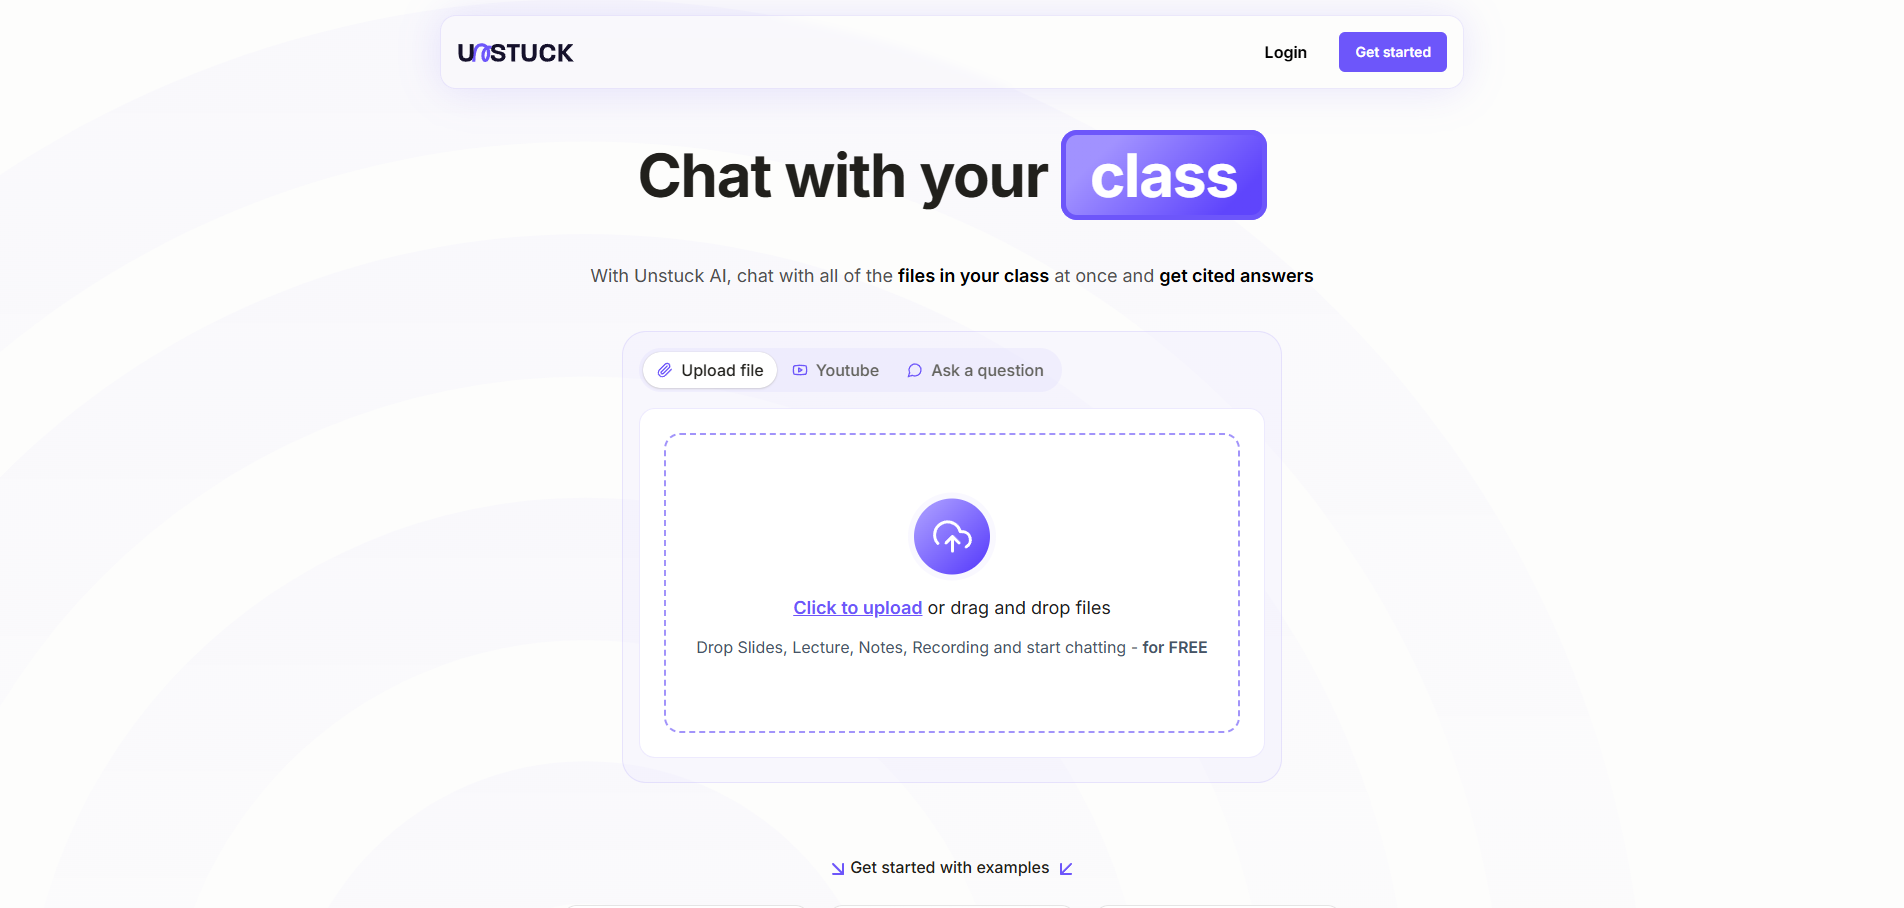 UNSTUCK
Login
Get started
Chat with your class
With Unstuck AI, chat with all of the files in your class at once and get cited answers
Upload file
Youtube
Ask a question
Click to upload or drag and drop files
Drop Slides, Lecture, Notes, Recording and start chatting - for FREE
Get started with examples